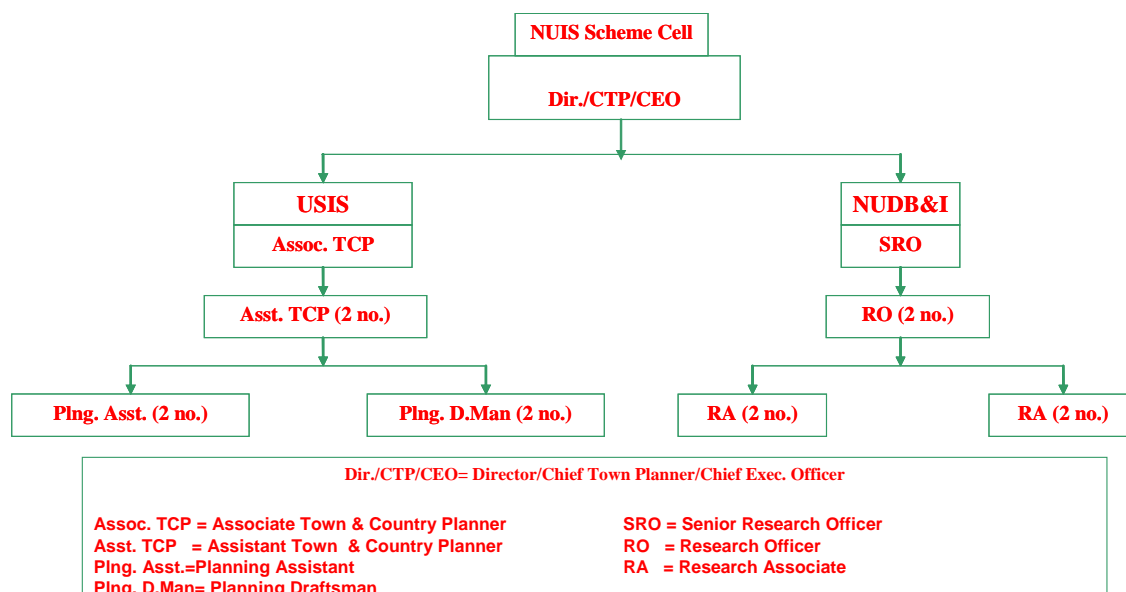 NUIS Scheme Cell
Dir./CTP/CEO
USIS
Assoc. TCP
NUDB&I
SRO
Asst. TCP (2 no.)
RO (2 no.)
Plng. Asst. (2 no.)
Plng. D.Man (2 no.)
RA (2 no.)
RA (2 no.)
Dir./CTP/CEO= Director/Chief Town Planner/Chief Exec. Officer
Assoc. TCP = Associate Town & Country Planner
Asst. TCP = Assistant Town & Country Planner
Plng. Asst.=Planning Assistant
Plng. D.Man= Planning Draftsman
SRO = Senior Research Officer
RO = Research Officer
RA = Research Associate